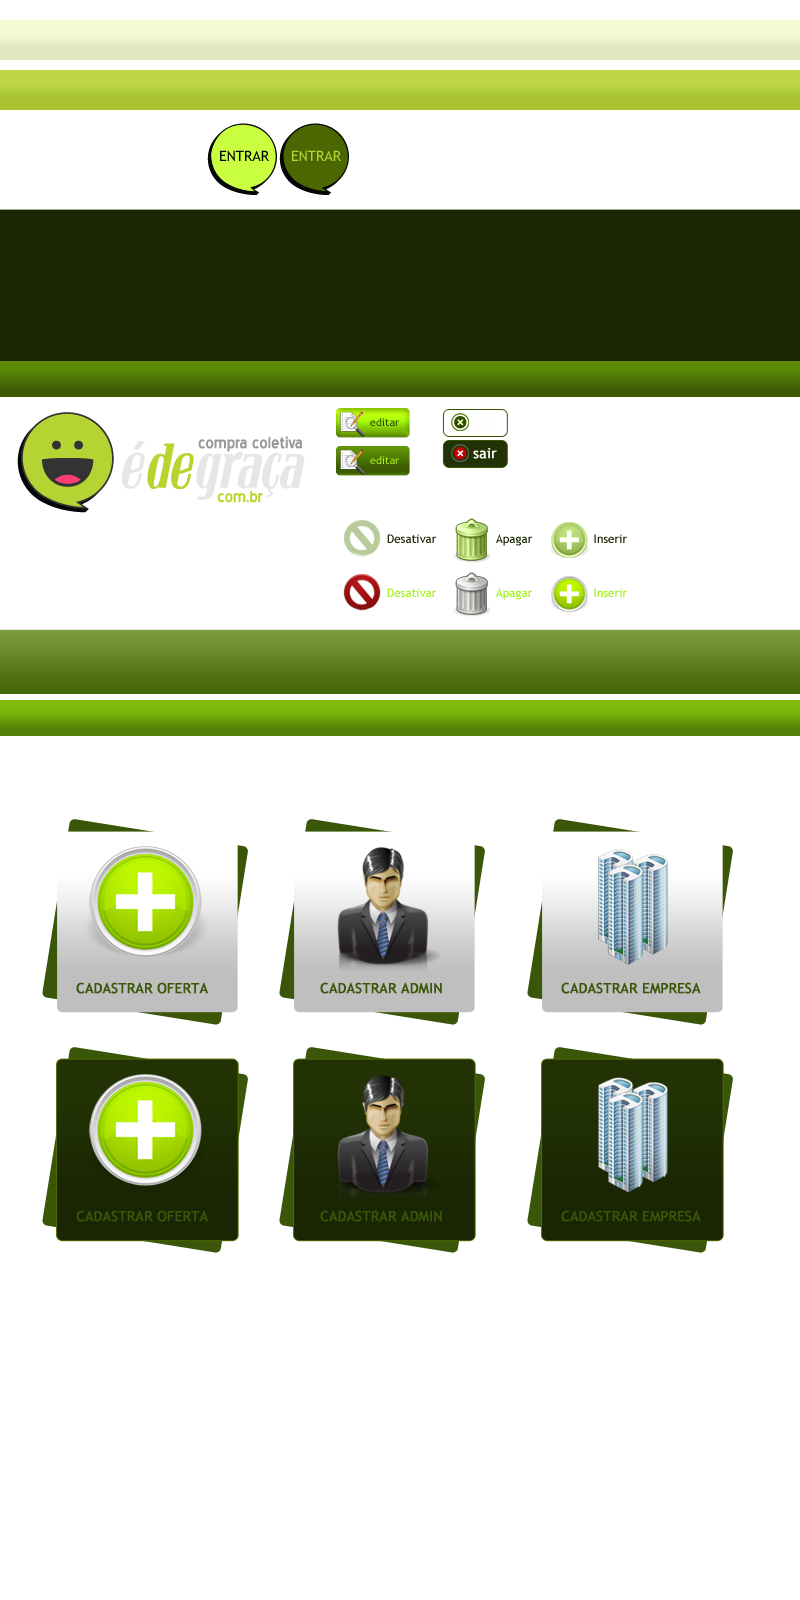 ENTRAR ENTRAR
editar
editar
sair
compra coletiva
édegraça
com.br
Desativar Apagar Inserir
Desativar Apagar Inserir
CADASTRAR OFERTA CADASTRAR ADMIN CADASTRAR EMPRESA
CADASTRAR OFERTA CADASTRAR ADMIN CADASTRAR EMPRESA